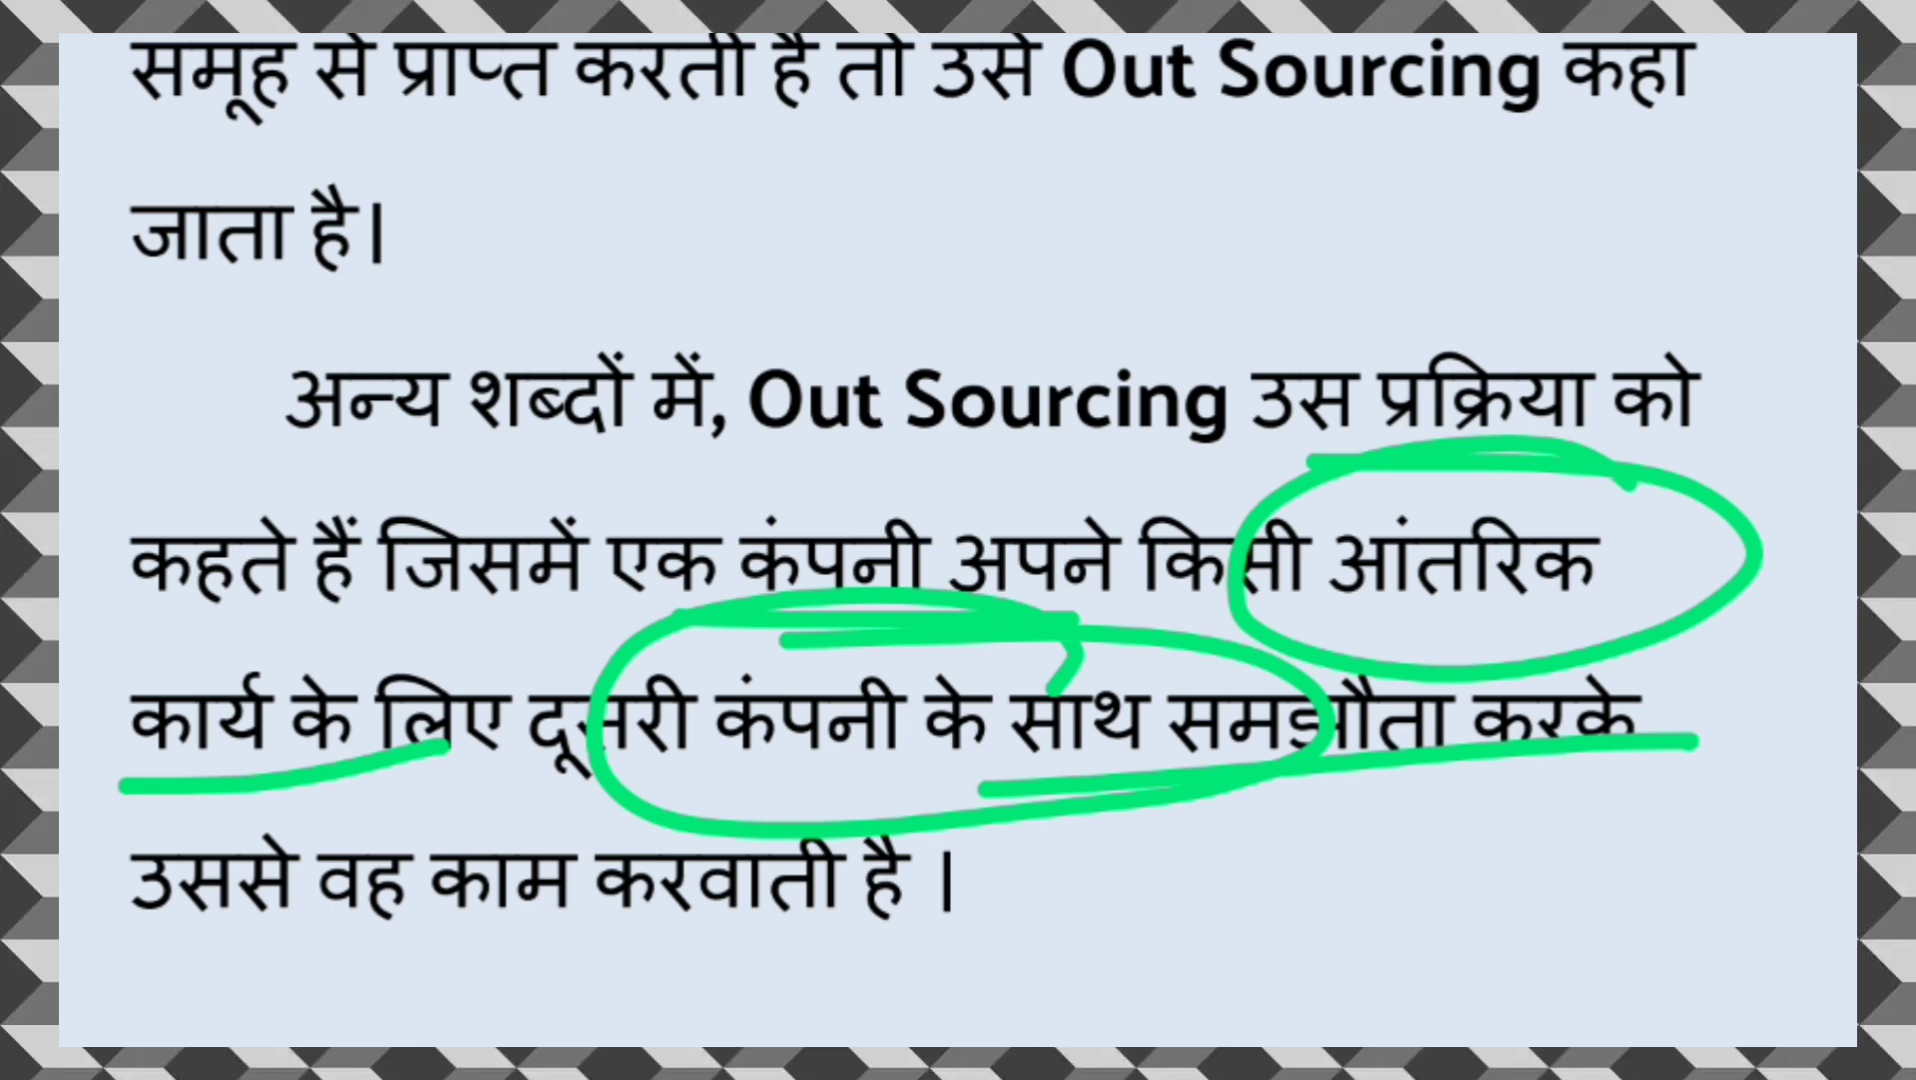 समूह से प्राप्त करती है तो उसे Out Sourcing कहा
जाता है।
अन्य शब्दों में, Out Sourcing उस प्रक्रिया को
कहते हैं जिसमें एक कंपनी अपने किसी आंतरिक
कार्य के लिए दूसरी कंपनी के साथ समझौता करके
उससे वह काम करवाती है ।